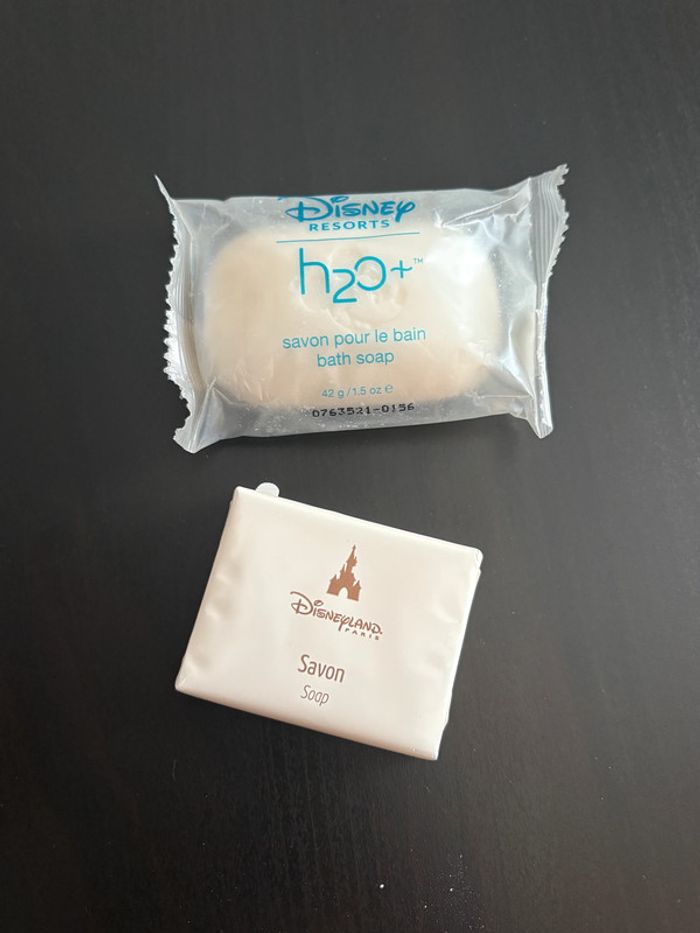 Disney
RESORTS
h2o+™
savon pour le bain
bath soap
42 g / 1.5 oz ℮
0763521-0156
Disneyland.
PARIS
Savon
Soap